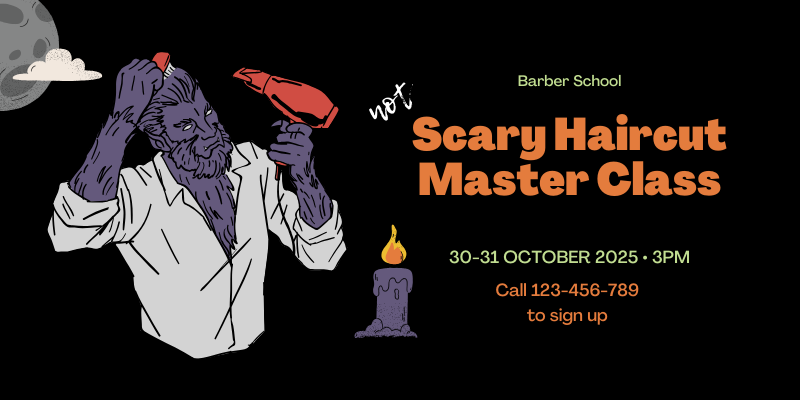 Barber School
not
Scary Haircut
Master Class
30-31 OCTOBER 2025 • 3PM
Call 123-456-789
to sign up